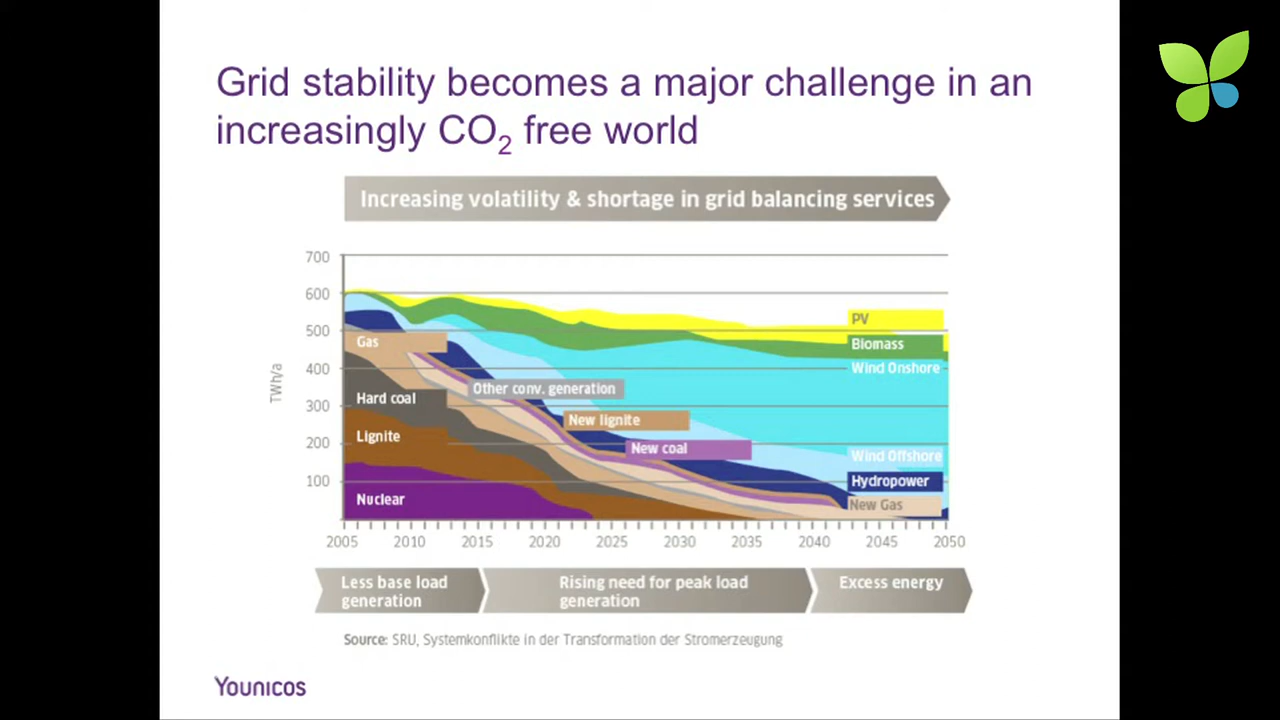 Grid stability becomes a major challenge in an
increasingly CO₂ free world
Increasing volatility & shortage in grid balancing services
700
600
500
400
300
200
100
TWh/a
PV
Gas
Biomass
Wind Onshore
Other conv. generation
Hard coal
New lignite
Lignite
New coal
Wind Offshore
Hydropower
Nuclear
New Gas
2005 2010 2015 2020 2025 2030 2035 2042 2045 2050
Less base load
generation
Rising need for peak load
generation
Excess energy
Source: SRU, Systemkonflikte in der Transformation der Stromerzeugung
YOUNICOS